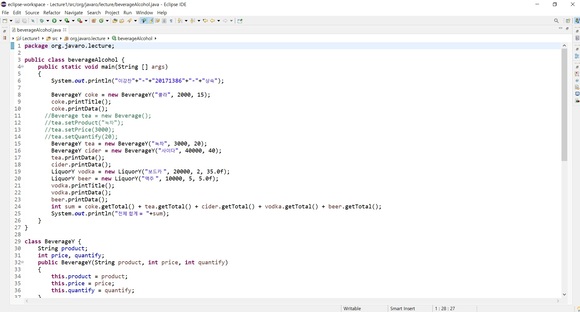 eclipse-workspace - Lecture1/src/org/javaro/lecture/beverageAlcohol.java - Eclipse IDE
File Edit Source Refactor Navigate Search Project Run Window Help
beverageAlcohol.java
Lecture1 src org.javaro.lecture beverageAlcohol
1 package org.javaro.lecture;
2
3 public class beverageAlcohol {
4 public static void main(String [] args)
5 {
6 System.out.println("이강찬"+"-"+"20171386"+"-"+"실습");
7
8 BeverageY coke = new BeverageY("콜라", 2000, 15);
9 coke.printTitle();
10 coke.printData();
11 //Beverage tea = new Beverage();
12 //tea.setProduct("녹차");
13 //tea.setPrice(3000);
14 //tea.setQuantify(20);
15 BeverageY tea = new BeverageY("녹차", 3000, 20);
16 BeverageY cider = new BeverageY("사이다", 40000, 40);
17 tea.printData();
18 cider.printData();
19 LiquorY vodka = new LiquorY("보드카", 20000, 2, 35.0f);
20 LiquorY beer = new LiquorY("맥주", 10000, 5, 5.0f);
21 vodka.printTitle();
22 vodka.printData();
23 beer.printData();
24 int sum = coke.getTotal() + tea.getTotal() + cider.getTotal() + vodka.getTotal() + beer.getTotal();
25 System.out.println("전체 합계 = "+sum);
26 }
27 }
28
29 class BeverageY {
30 String product;
31 int price, quantify;
32 public BeverageY(String product, int price, int quantify)
33 {
34 this.product = product;
35 this.price = price;
36 this.quantify = quantify;
37 }
Writable Smart Insert 1 : 28 : 27